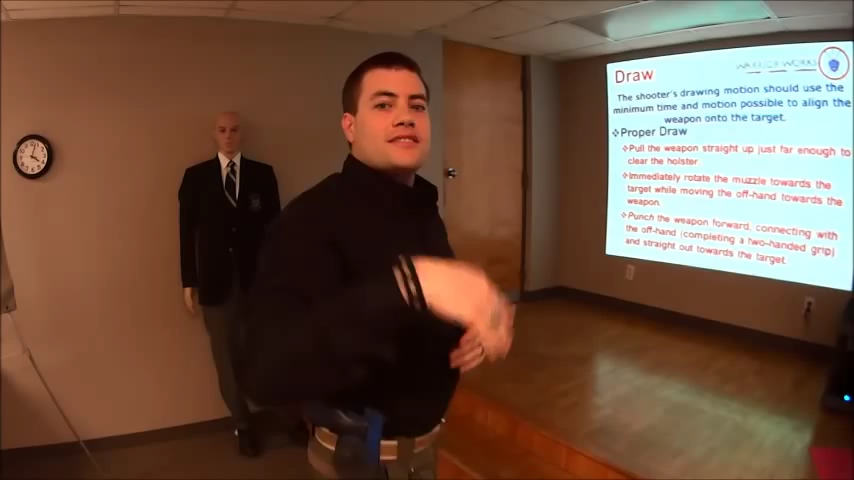 WARRIOR WORKS
Draw
The shooter's drawing motion should use the
minimum time and motion possible to align the
weapon onto the target.
❖Proper Draw
❖Pull the weapon straight up just far enough to
clear the holster.
❖Immediately rotate the muzzle towards the
target while moving the off-hand towards the
weapon.
❖Punch the weapon forward, connecting with
the off-hand (completing a two-handed grip)
and straight out towards the target.